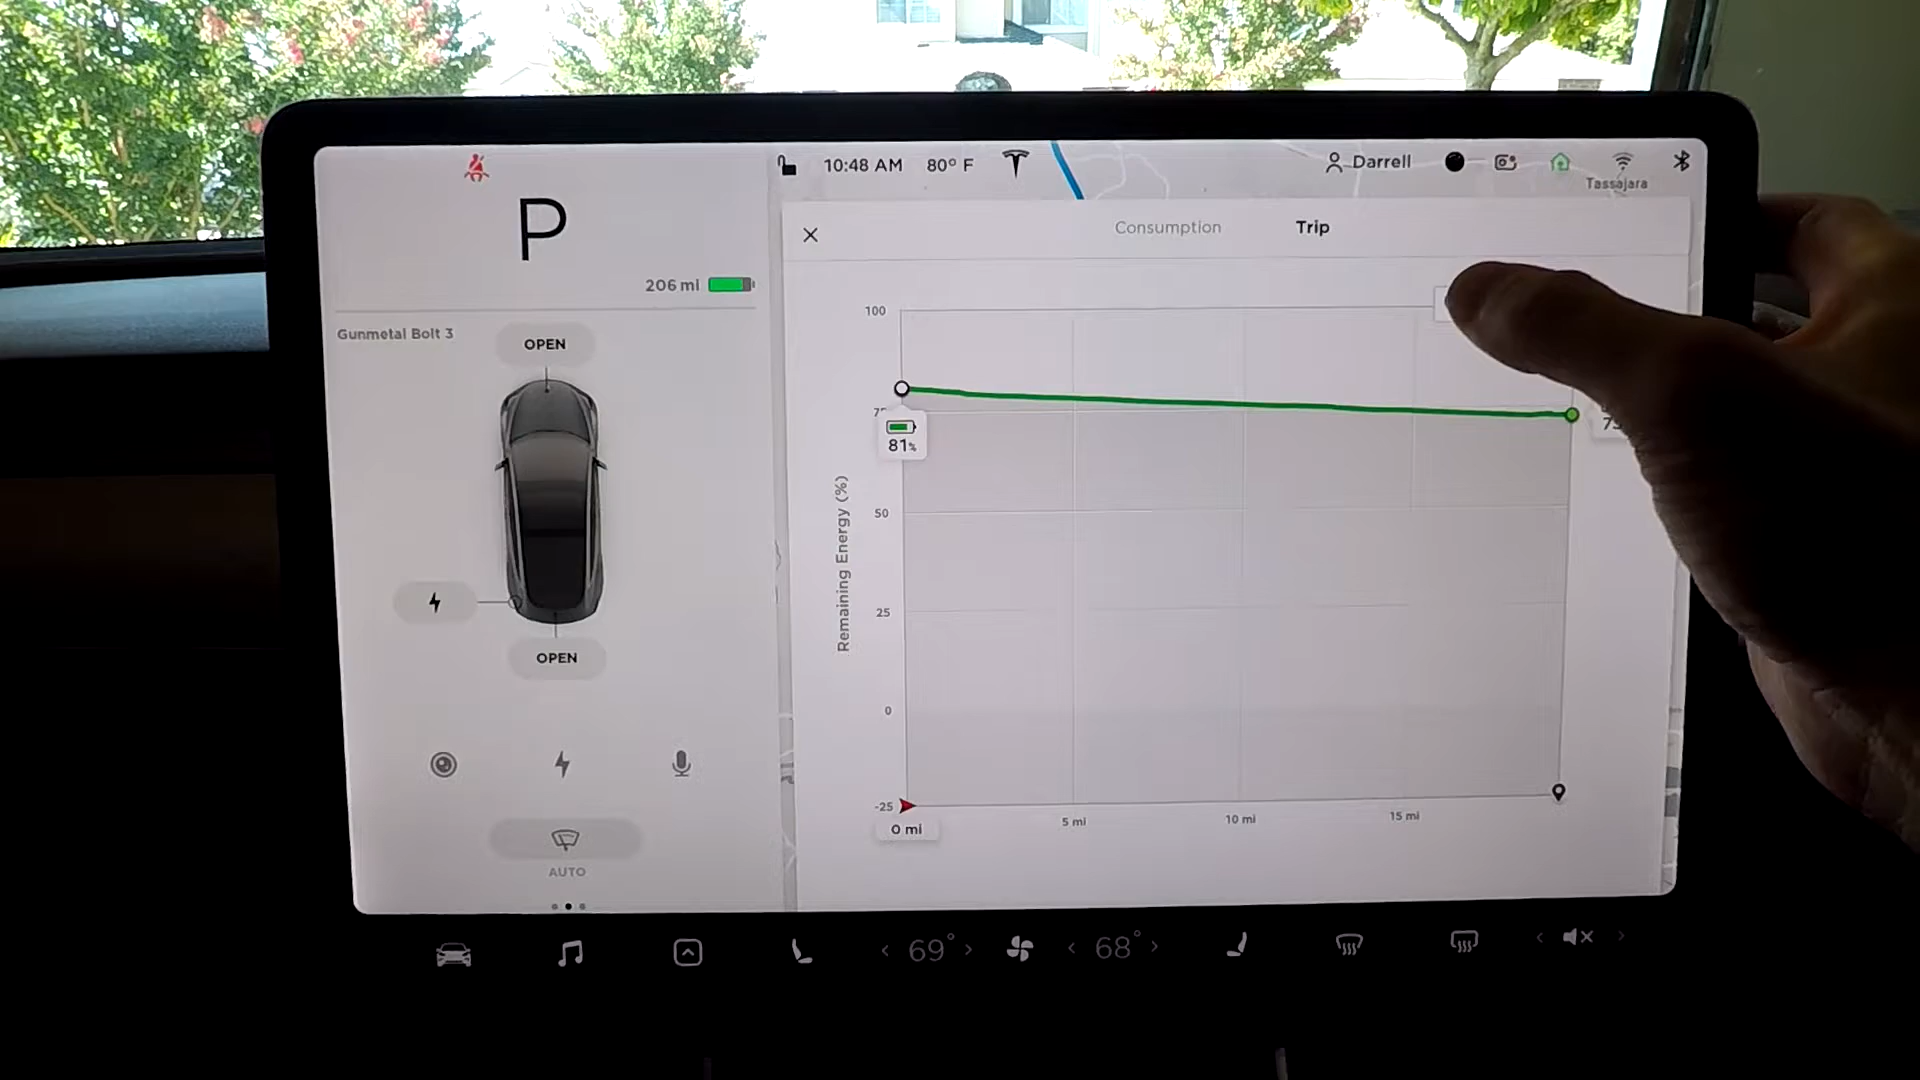 10:48 AM 80° F
Darrell
Tassajara
P
206 mi
Gunmetal Bolt 3
OPEN
OPEN
AUTO
Consumption Trip
100
81%
50
25
0
-25
Remaining Energy (%)
0 mi 5 mi 10 mi 15 mi
< 69° > < 68° >